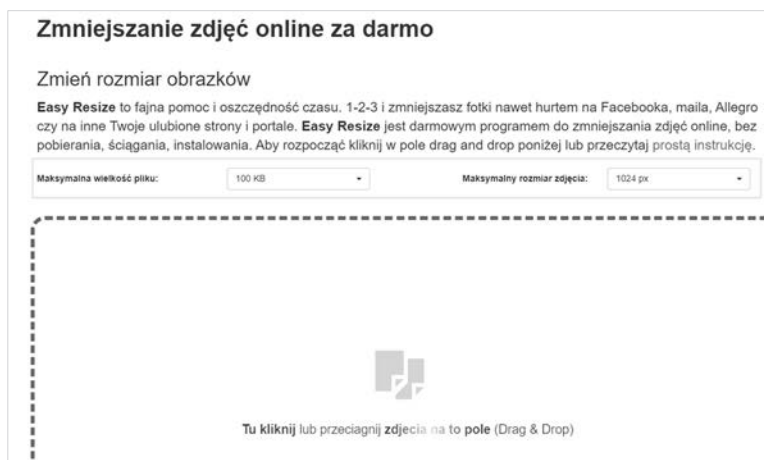 Zmniejszanie zdjęć online za darmo
Zmień rozmiar obrazków
Easy Resize to fajna pomoc i oszczędność czasu. 1-2-3 i zmniejszasz fotki nawet hurtem na Facebooka, maila, Allegro
czy na inne Twoje ulubione strony i portale. Easy Resize jest darmowym programem do zmniejszania zdjęć online, bez
pobierania, ściągania, instalowania. Aby rozpocząć kliknij w pole drag and drop poniżej lub przeczytaj prostą instrukcję.
Maksymalna wielkość pliku: 100 KB Maksymalny rozmiar zdjęcia: 1024 px
Tu kliknij lub przeciagnij zdjecia na to pole (Drag & Drop)